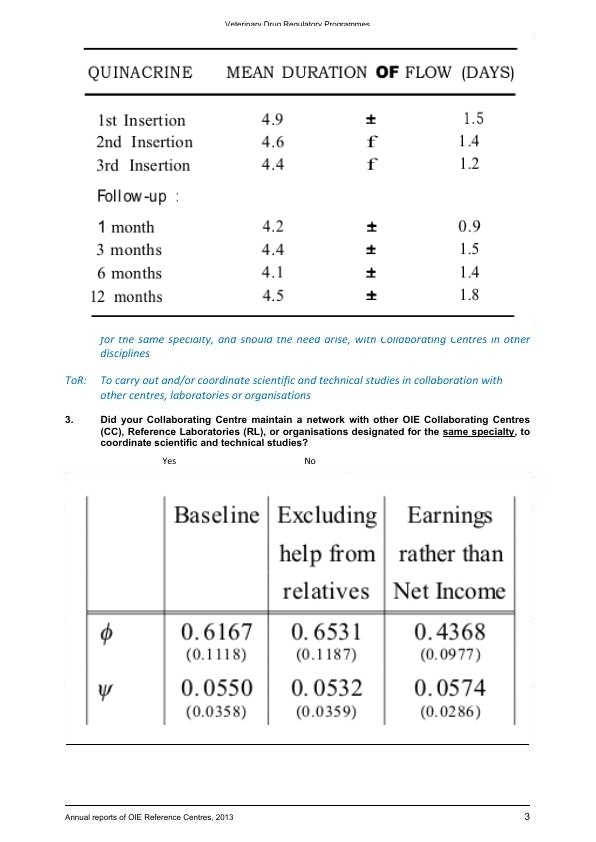 Veterinary Drug Regulatory Programmes
QUINACRINE MEAN DURATION OF FLOW (DAYS)
1st Insertion 4.9 ± 1.5
2nd Insertion 4.6 f 1.4
3rd Insertion 4.4 f 1.2
Follow-up :
1 month 4.2 ± 0.9
3 months 4.4 ± 1.5
6 months 4.1 ± 1.4
12 months 4.5 ± 1.8
for the same specialty, and should the need arise, with Collaborating Centres in other
disciplines
ToR: To carry out and/or coordinate scientific and technical studies in collaboration with
other centres, laboratories or organisations
3. Did your Collaborating Centre maintain a network with other OIE Collaborating Centres
(CC), Reference Laboratories (RL), or organisations designated for the same specialty, to
coordinate scientific and technical studies?
Yes No
Baseline Excluding Earnings
help from rather than
relatives Net Income
ϕ 0.6167 0.6531 0.4368
(0.1118) (0.1187) (0.0977)
ψ 0.0550 0.0532 0.0574
(0.0358) (0.0359) (0.0286)
Annual reports of OIE Reference Centres, 2013 3